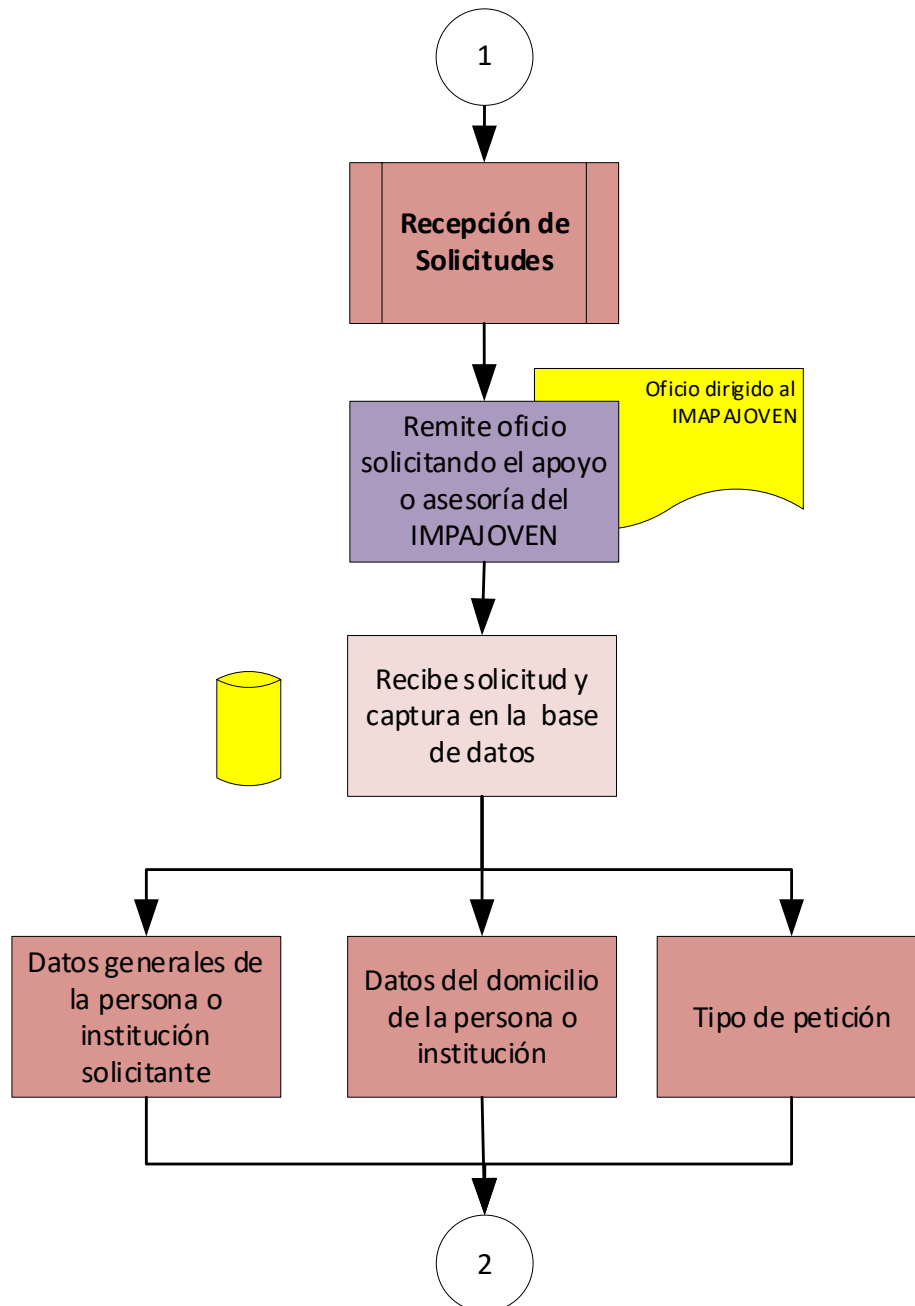 1
Recepción de
Solicitudes
Oficio dirigido al
IMAPAJOVEN
Remite oficio
solicitando el apoyo
o asesoría del
IMPAJOVEN
Recibe solicitud y
captura en la base
de datos
Datos generales de
la persona o
institución
solicitante
Datos del domicilio
de la persona o
institución
Tipo de petición
2